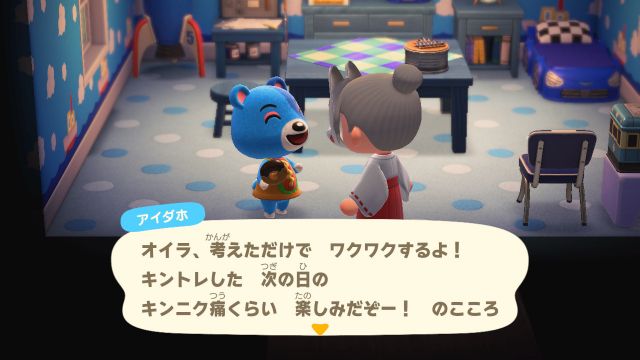 アイダホ
オイラ、考えただけで　ワクワクするよ！
キントレした　次の日の
キンニク痛くらい　楽しみだぞー！　のこころ